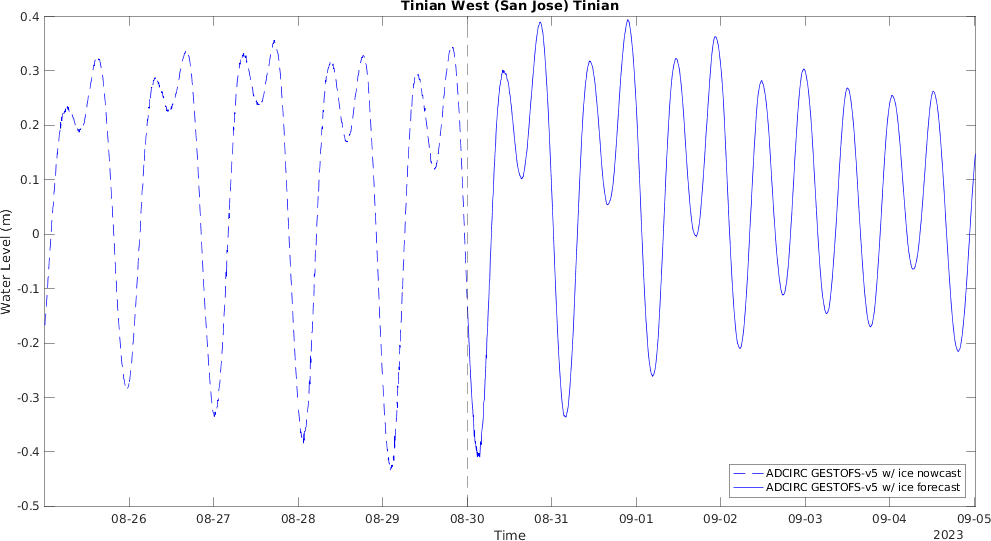 Tinian West (San Jose) Tinian
0.4
0.3
0.2
0.1
0
-0.1
-0.2
-0.3
-0.4
-0.5
Water Level (m)
ADCIRC GESTOFS-v5 w/ ice nowcast
ADCIRC GESTOFS-v5 w/ ice forecast
08-26 08-27 08-28 08-29 08-30 08-31 09-01 09-02 09-03 09-04 09-05
Time
2023